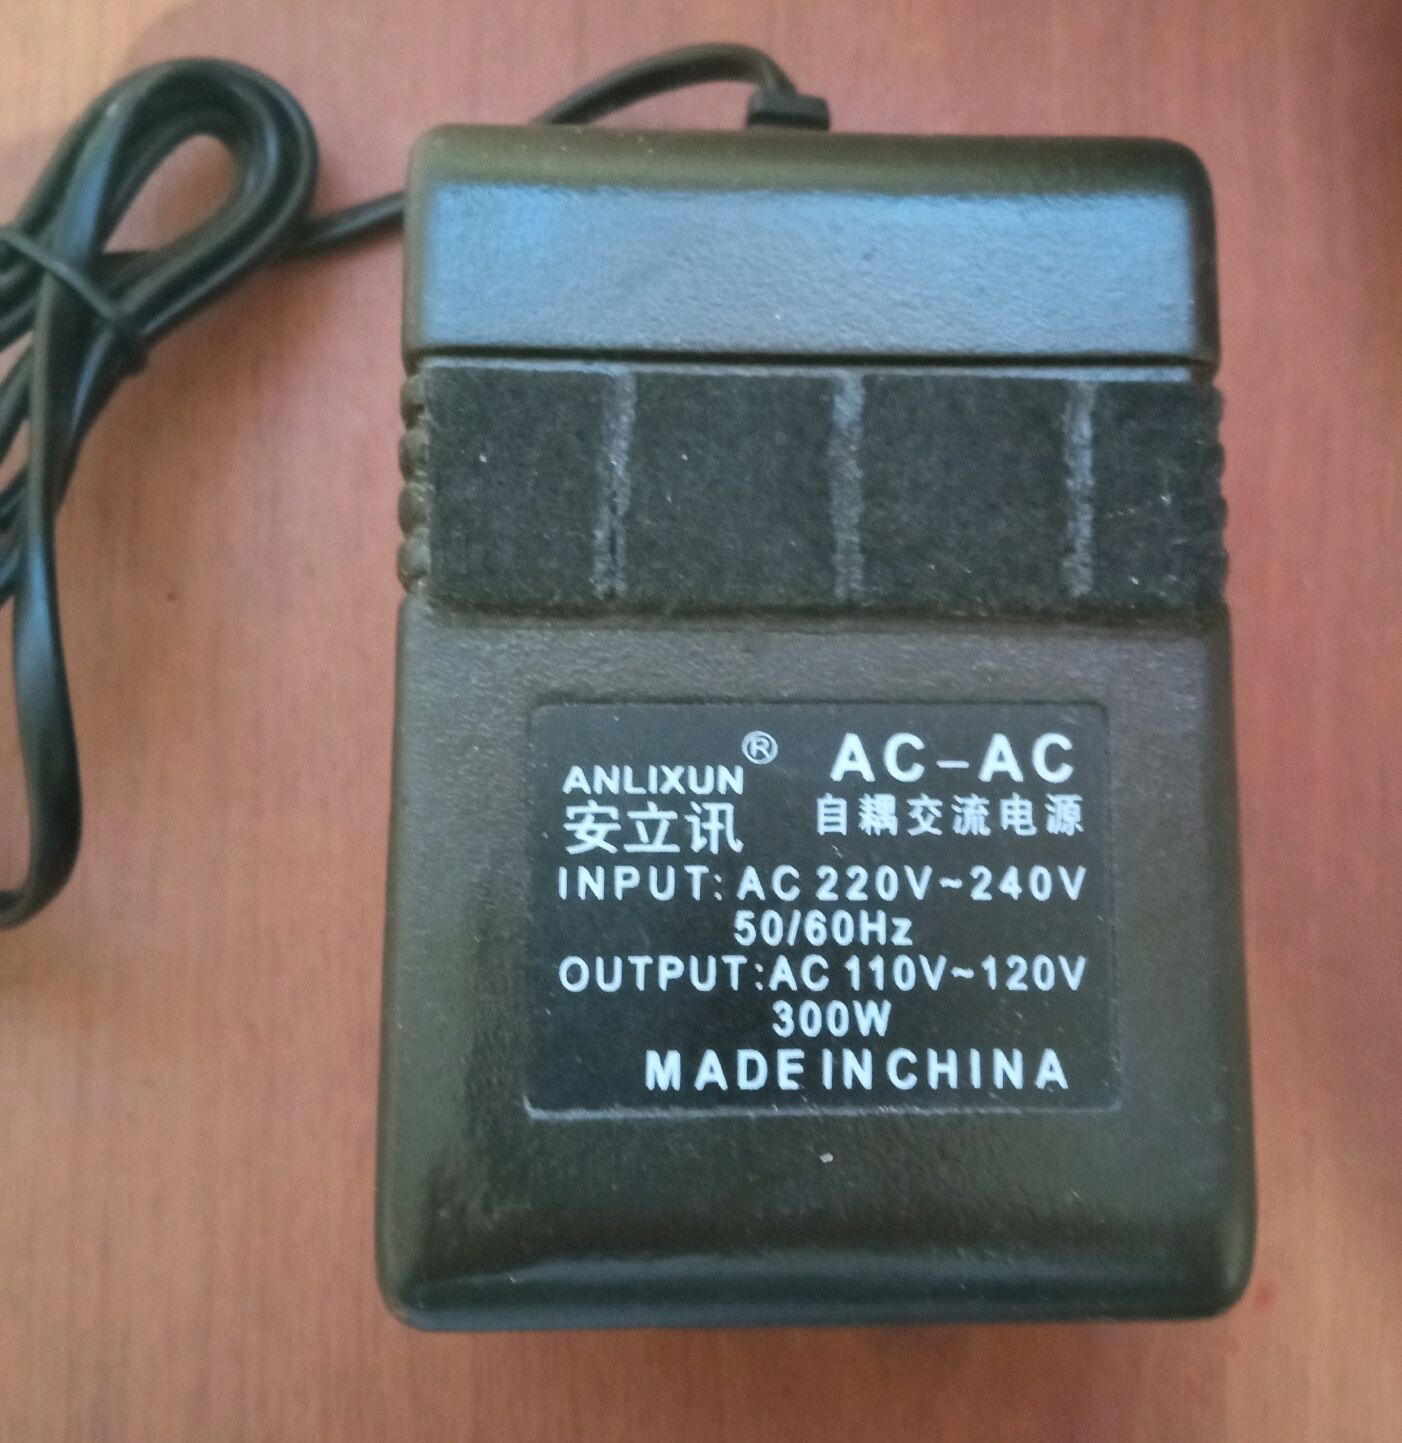 ANLIXUN® AC-AC
安立讯 自耦交流电源
INPUT: AC 220V~240V
50/60Hz
OUTPUT:AC 110V~120V
300W
MADE IN CHINA